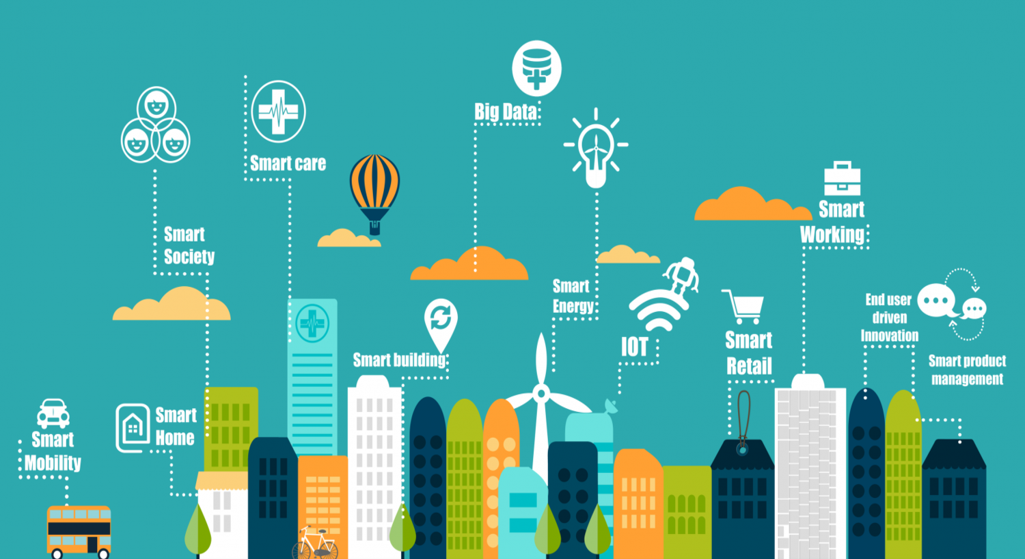 Big Data
Smart care
Smart
Working
Smart
Society
Smart
Energy
End user
driven
Innovation
IOT
Smart
Retail
Smart building
Smart product
management
Smart
Home
Smart
Mobility